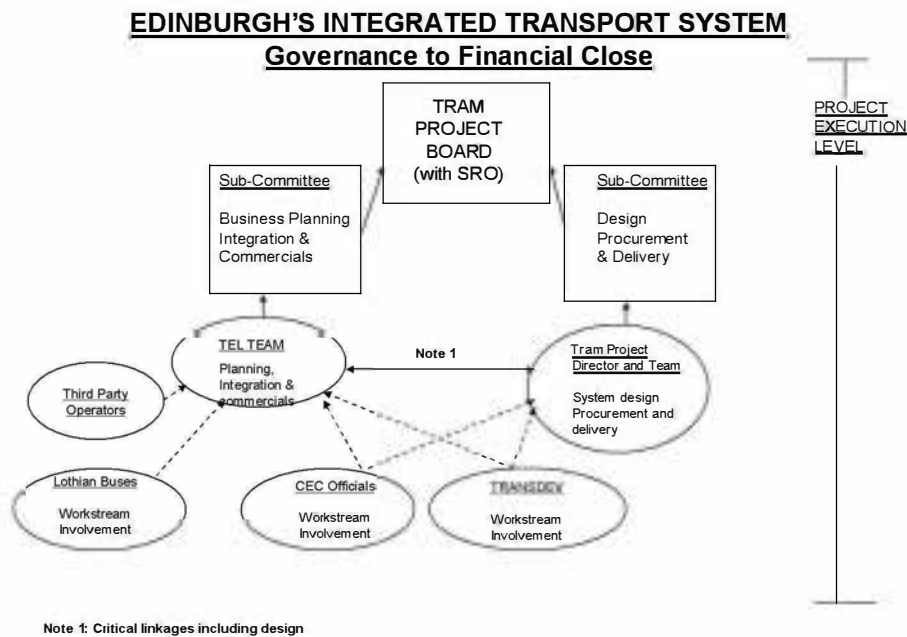 EDINBURGH'S INTEGRATED TRANSPORT SYSTEM
Governance to Financial Close
TRAM
PROJECT
BOARD
(with SRO)
PROJECT
EXECUTION
LEVEL
Sub-Committee
Business Planning
Integration &
Commercials
Sub-Committee
Design
Procurement
& Delivery
TEL TEAM
Planning,
Integration &
commercials
Note 1
Tram Project
Director and Team
System design
Procurement and
delivery
Third Party
Operators
Lothian Buses
Workstream
Involvement
CEC Officials
Workstream
Involvement
TRANSDEV
Workstream
Involvement
Note 1: Critical linkages including design